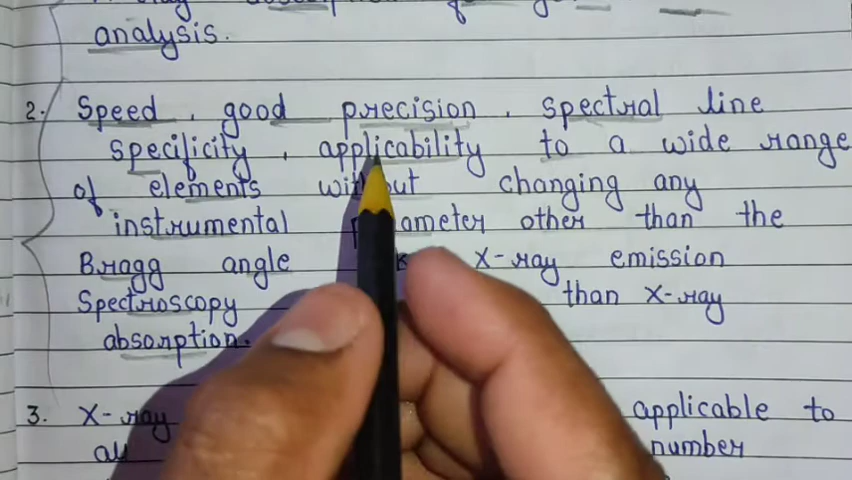 analysis.
2. Speed, good precision, spectral line
specificity, applicability to a wide range
of elements without changing any
instrumental parameter other than the
Bragg angle X-ray emission
Spectroscopy than X-ray
absorption.
3. X-ray applicable to
number